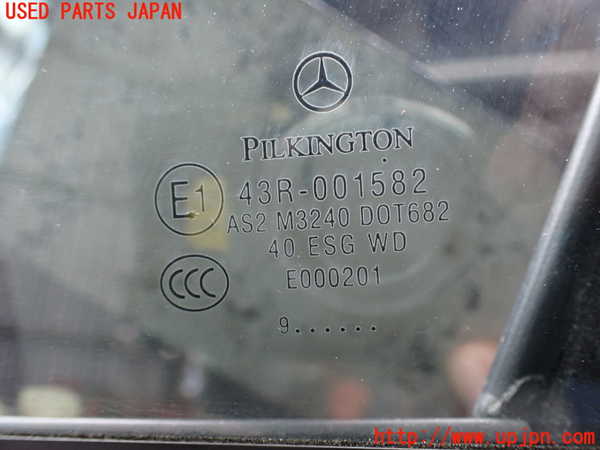 USED PARTS JAPAN
PILKINGTON
E1
43R-001582
AS2 M3240 DOT682
40 ESG WD
CCC
E000201
9......
http://www.upjpn.com/